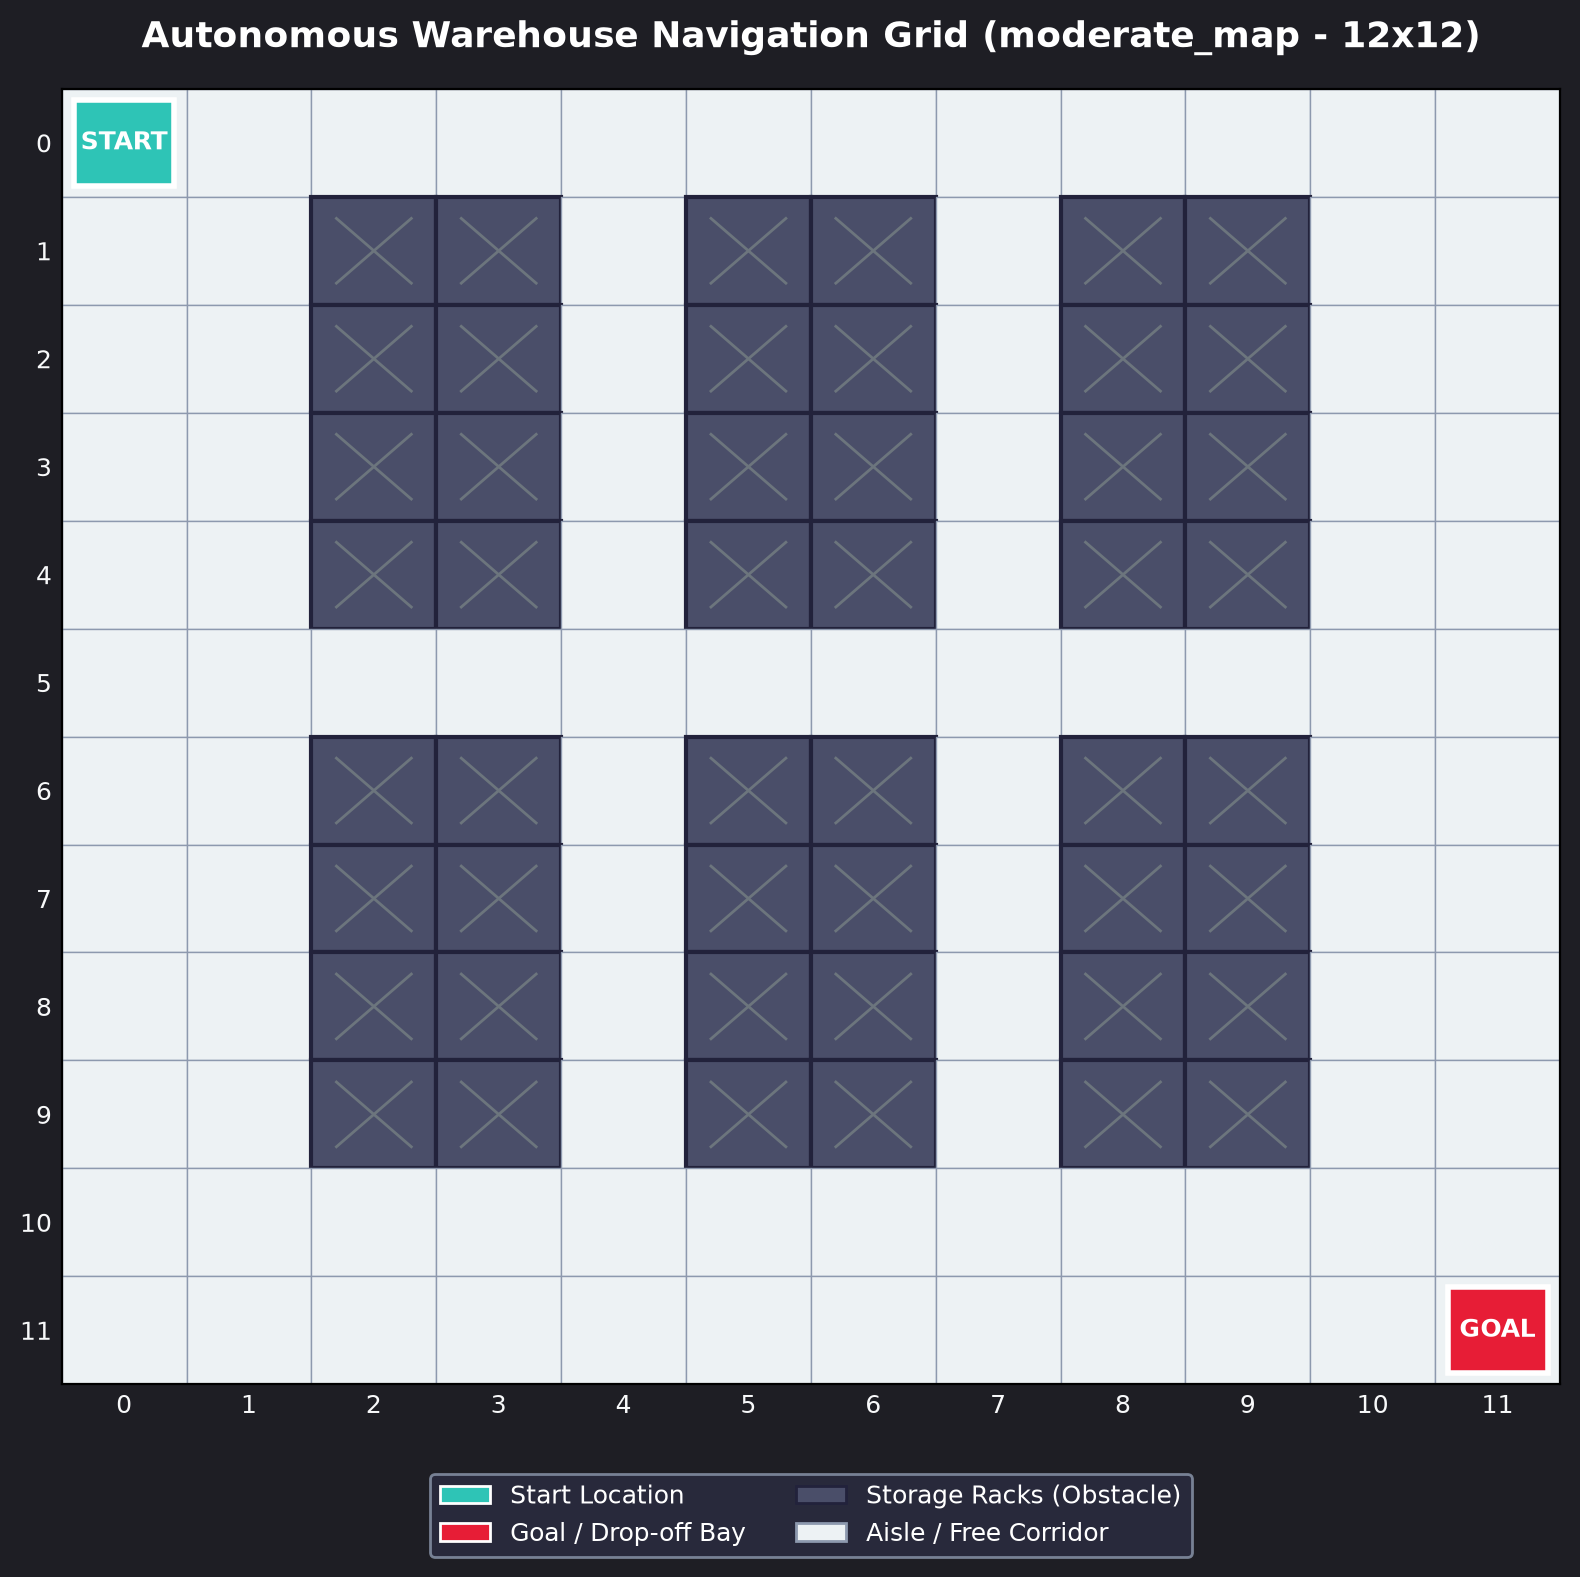 Autonomous Warehouse Navigation Grid (moderate_map - 12x12)
START
0
1
2
3
4
5
6
7
8
9
10
11
GOAL
0 1 2 3 4 5 6 7 8 9 10 11
Start Location
Goal / Drop-off Bay
Storage Racks (Obstacle)
Aisle / Free Corridor